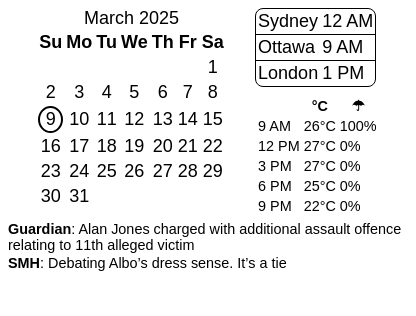 March 2025
Su Mo Tu We Th Fr Sa
1
2 3 4 5 6 7 8
9 10 11 12 13 14 15
16 17 18 19 20 21 22
23 24 25 26 27 28 29
30 31
Sydney 12 AM
Ottawa 9 AM
London 1 PM
°C ☂
9 AM 26°C 100%
12 PM 27°C 0%
3 PM 27°C 0%
6 PM 25°C 0%
9 PM 22°C 0%
Guardian: Alan Jones charged with additional assault offence
relating to 11th alleged victim
SMH: Debating Albo’s dress sense. It’s a tie